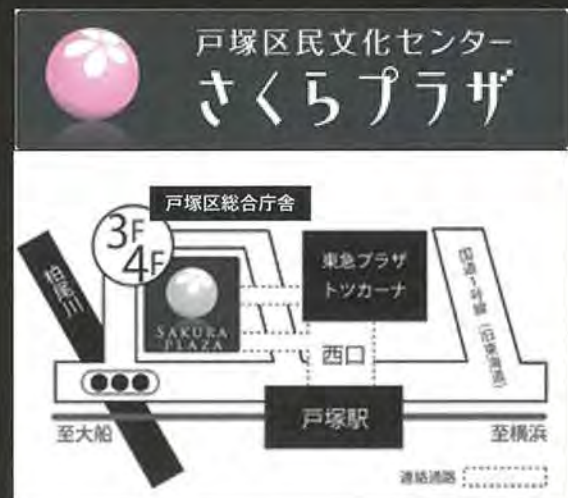 戸塚区民文化センター
さくらプラザ
戸塚区総合庁舎
3F
4F
柏尾川
SAKURA
PLAZA
東急プラザ
トツカーナ
国道1号線（旧東海道）
西口
戸塚駅
至大船
至横浜
連絡通路